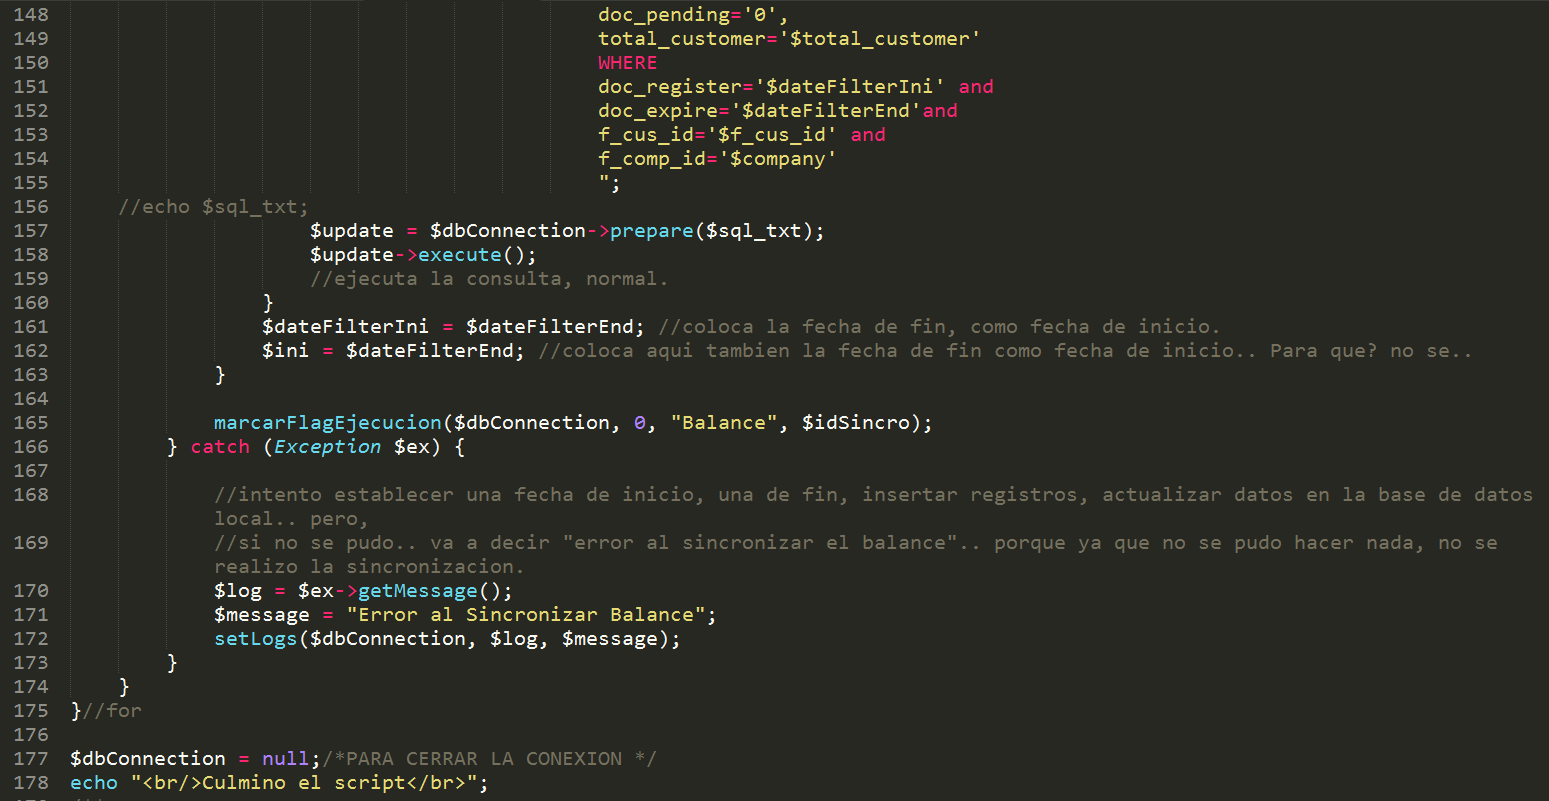 148 doc_pending='0',
149 total_customer='$total_customer'
150 WHERE
151 doc_register='$dateFilterIni' and
152 doc_expire='$dateFilterEnd'and
153 f_cus_id='$f_cus_id' and
154 f_comp_id='$company'
155 ";
156 //echo $sql_txt;
157 $update = $dbConnection->prepare($sql_txt);
158 $update->execute();
159 //ejecuta la consulta, normal.
160 }
161 $dateFilterIni = $dateFilterEnd; //coloca la fecha de fin, como fecha de inicio.
162 $ini = $dateFilterEnd; //coloca aqui tambien la fecha de fin como fecha de inicio.. Para que? no se..
163 }
164
165 marcarFlagEjecucion($dbConnection, 0, "Balance", $idSincro);
166 } catch (Exception $ex) {
167
168 //intento establecer una fecha de inicio, una de fin, insertar registros, actualizar datos en la base de datos
local.. pero,
169 //si no se pudo.. va a decir "error al sincronizar el balance".. porque ya que no se pudo hacer nada, no se
realizo la sincronizacion.
170 $log = $ex->getMessage();
171 $message = "Error al Sincronizar Balance";
172 setLogs($dbConnection, $log, $message);
173 }
174 }
175 }//for
176
177 $dbConnection = null;/*PARA CERRAR LA CONEXION */
178 echo "<br/>Culmino el script</br>";